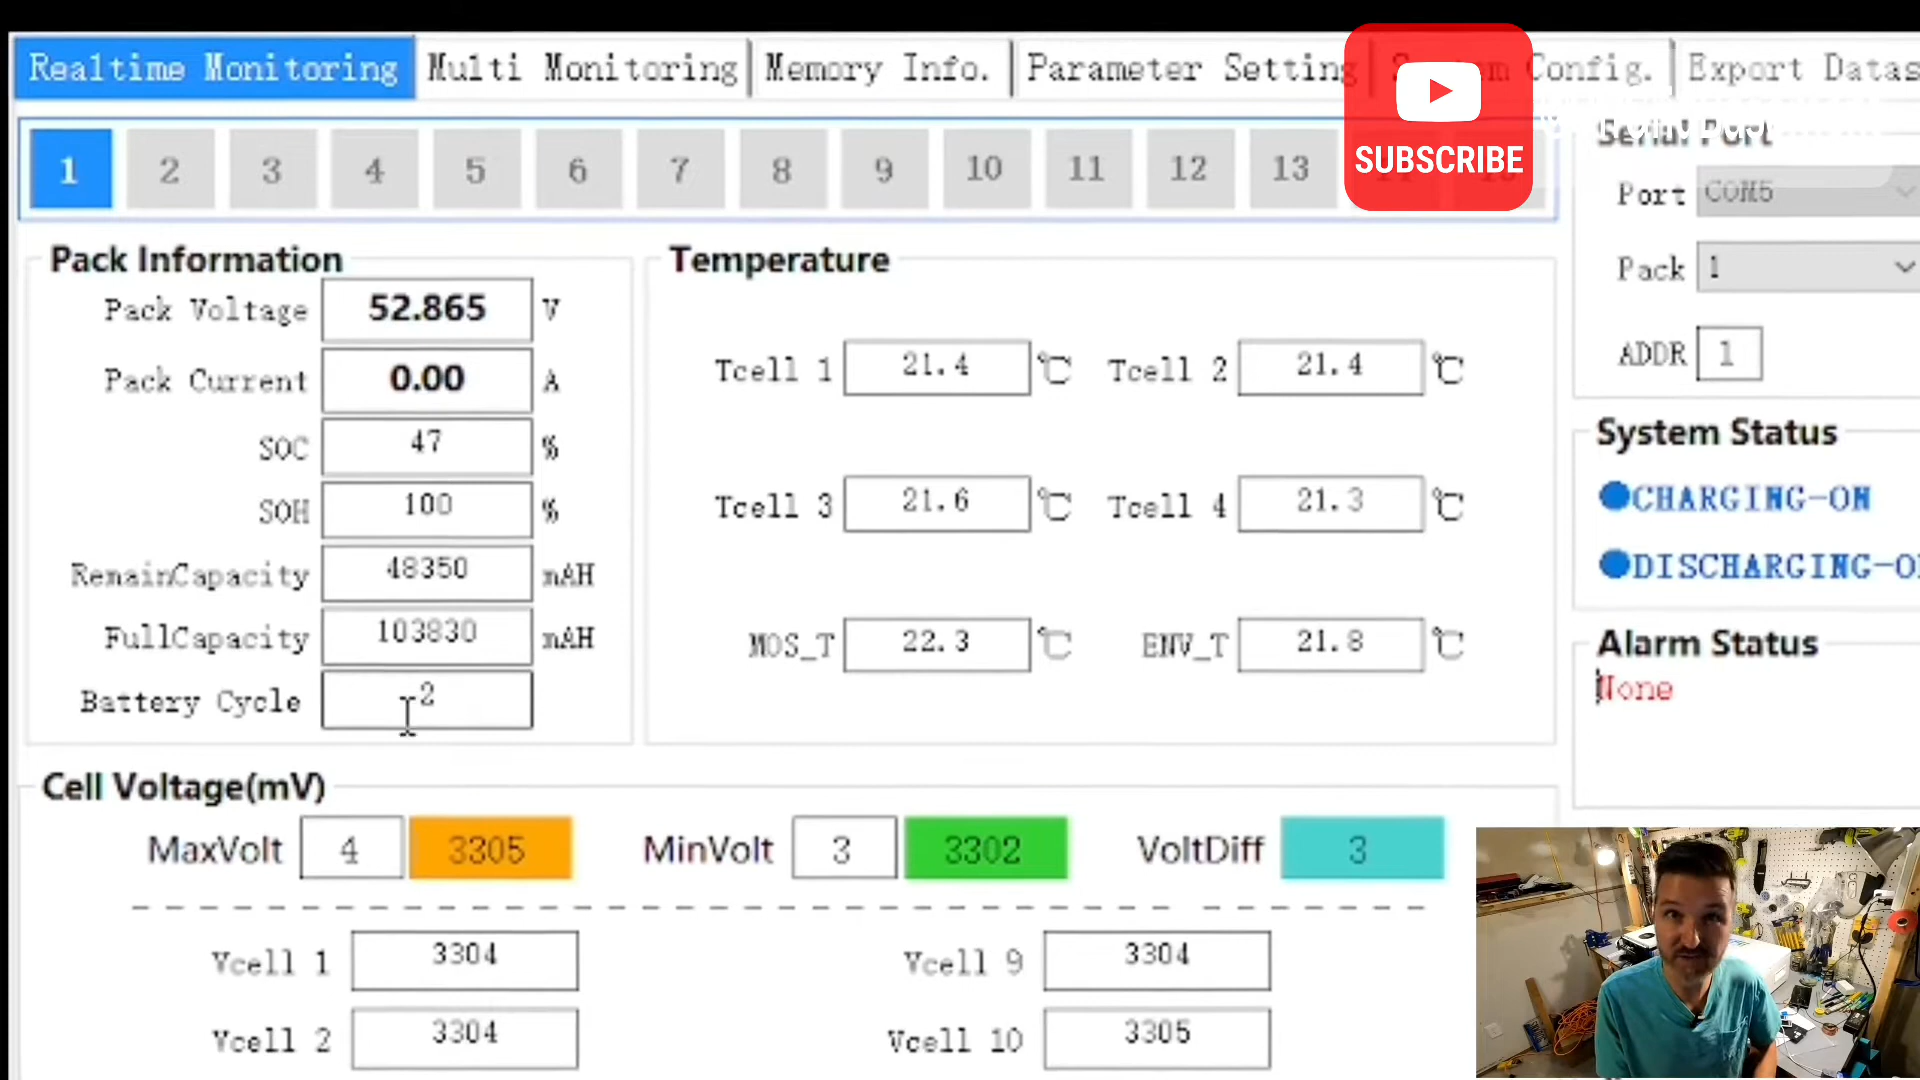 Realtime Monitoring Multi Monitoring Memory Info. Parameter Setting Config. Export Datas
SUBSCRIBE
1 2 3 4 5 6 7 8 9 10 11 12 13
Serial Port
Port COM5
Pack 1
ADDR 1
Pack Information
Pack Voltage 52.865 V
Pack Current 0.00 A
SOC 47 %
SOH 100 %
RemainCapacity 48350 mAH
FullCapacity 103830 mAH
Battery Cycle 2
Temperature
Tcell 1 21.4 ℃ Tcell 2 21.4 ℃
Tcell 3 21.6 ℃ Tcell 4 21.3 ℃
MOS_T 22.3 ℃ ENV_T 21.8 ℃
System Status
CHARGING-ON
DISCHARGING-O
Alarm Status
None
Cell Voltage(mV)
MaxVolt 4 3305 MinVolt 3 3302 VoltDiff 3
Vcell 1 3304 Vcell 9 3304
Vcell 2 3304 Vcell 10 3305